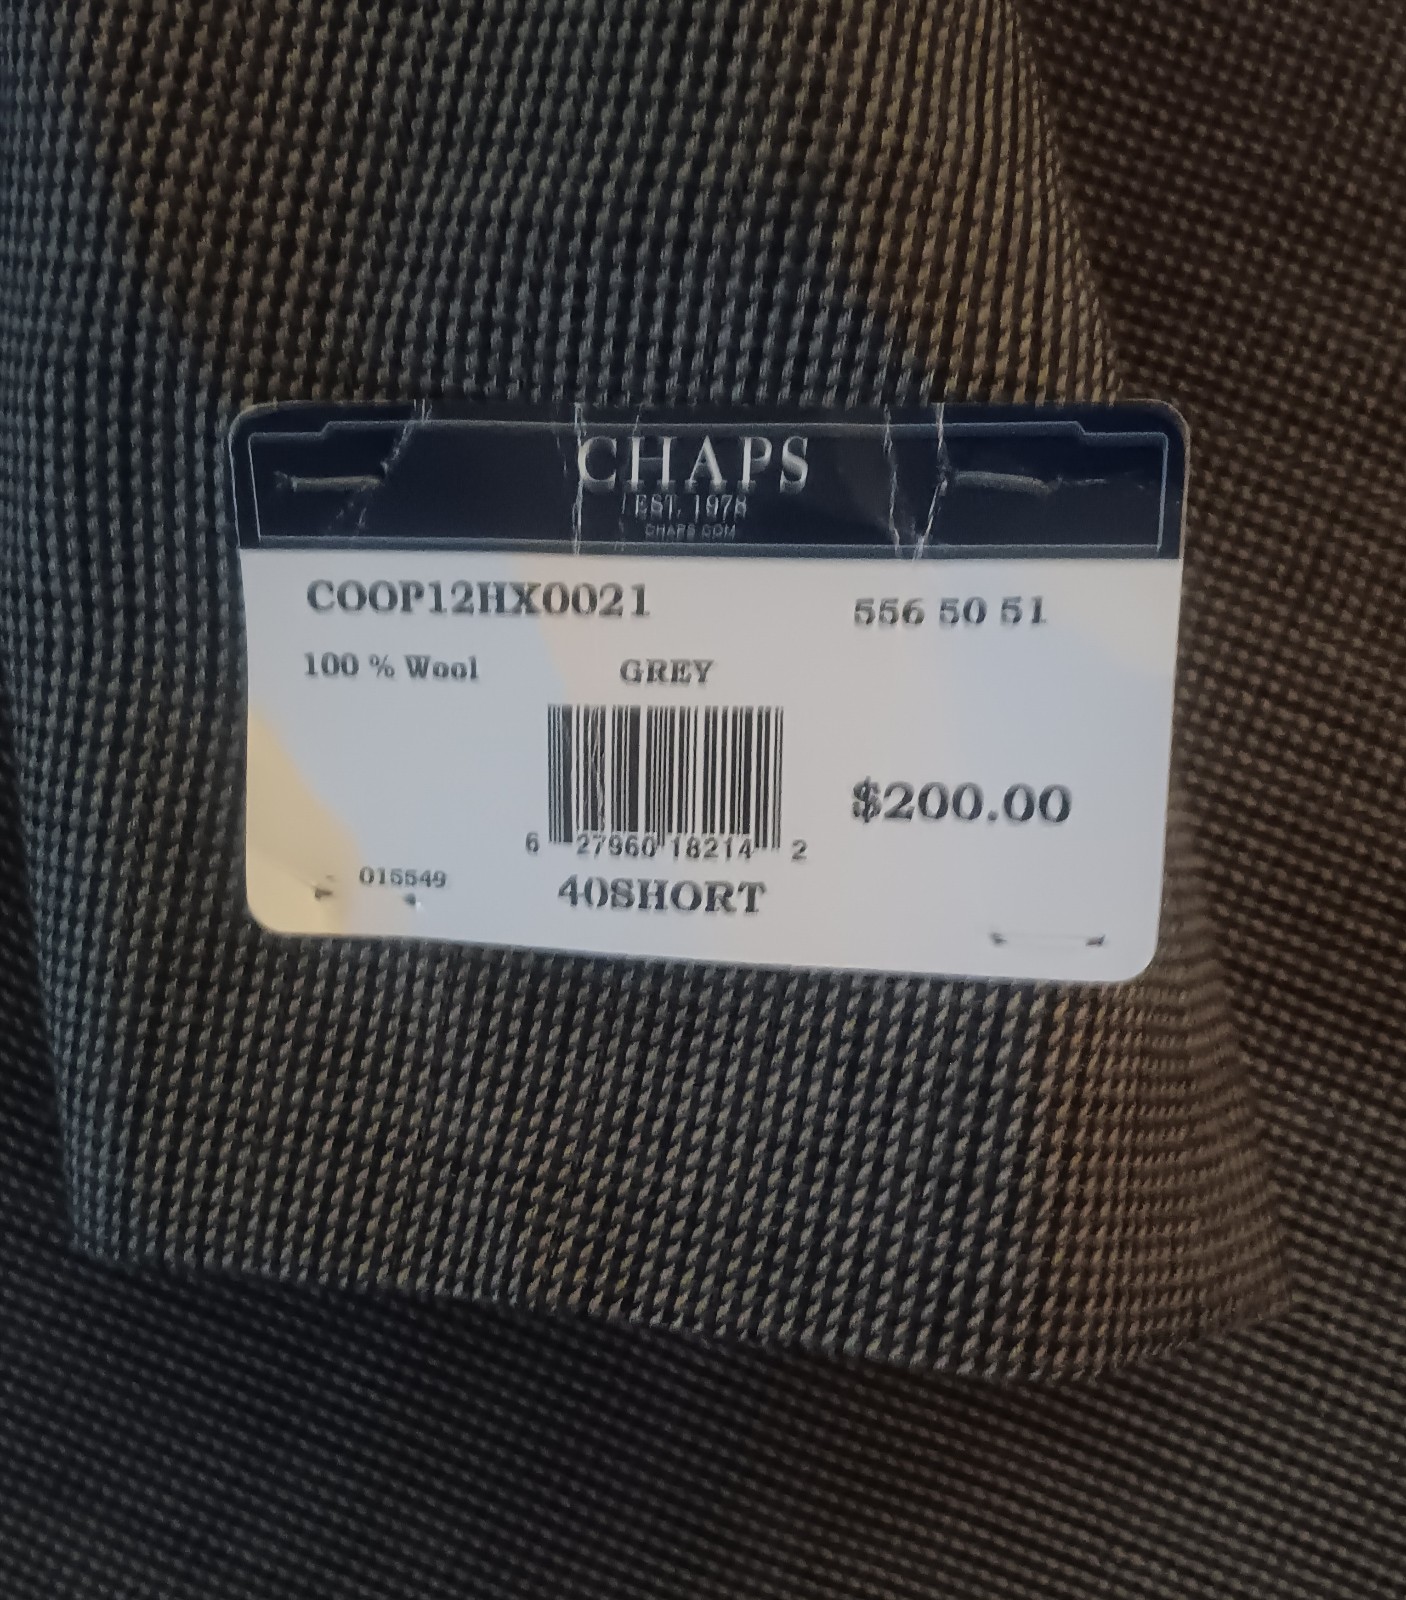 CHAPS
EST. 1978
CHAPS.COM
COOP12HX0021 556 50 51
100 % Wool GREY
$200.00
6 27960 18214 2
015549
40SHORT